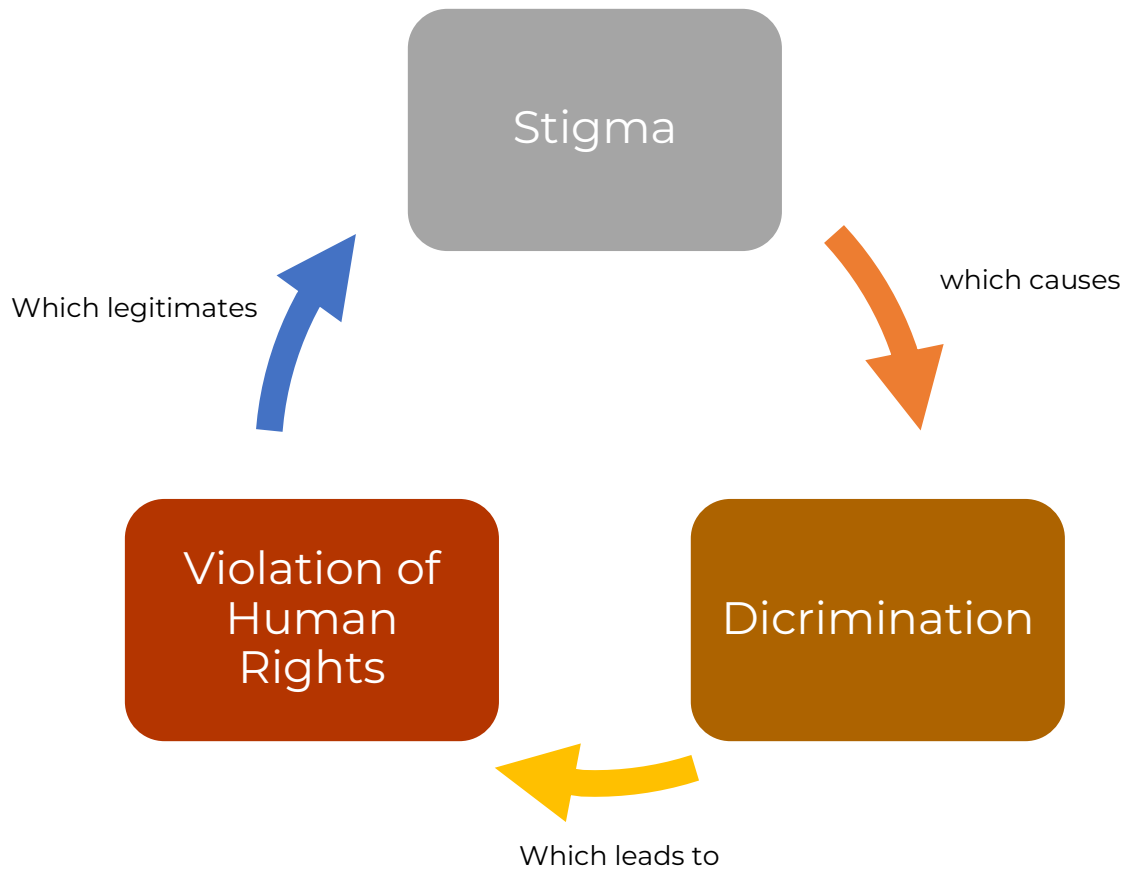 Stigma
which causes
Dicrimination
Which leads to
Violation of
Human
Rights
Which legitimates